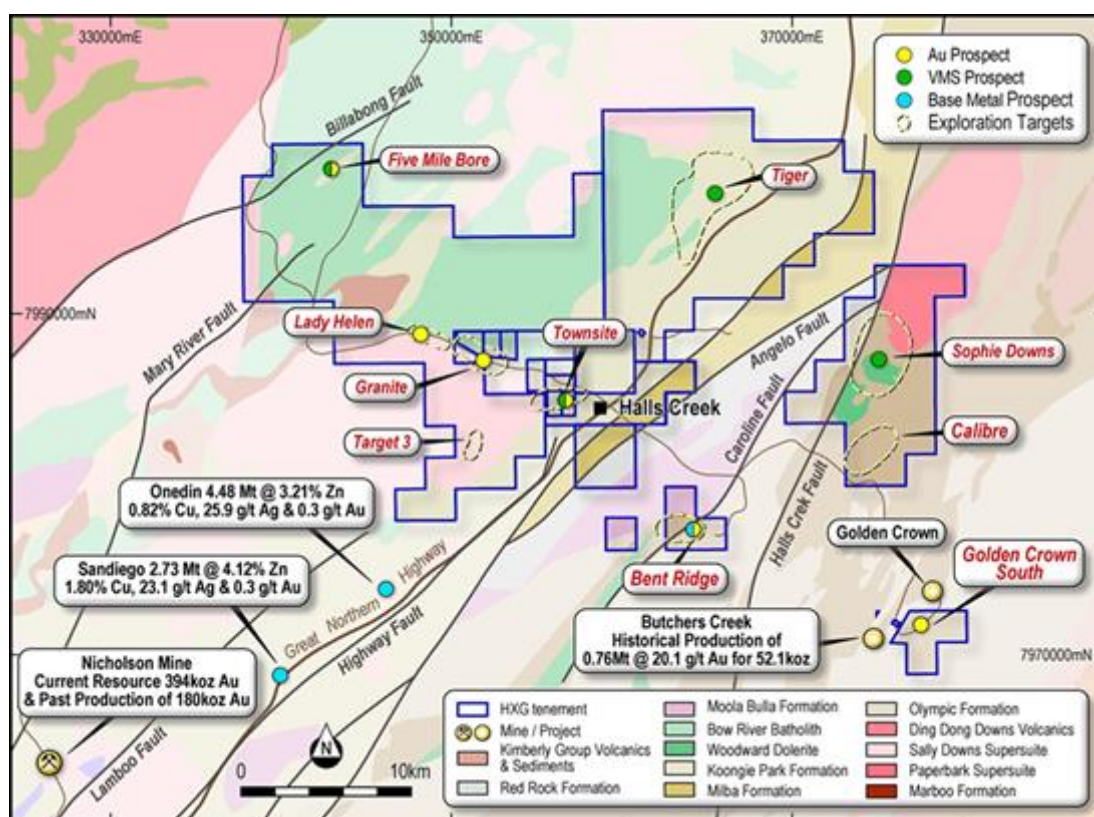 330000mE
350000mE
370000mE
Au Prospect
VMS Prospect
Base Metal Prospect
Exploration Targets
Billabong Fault
Five Mile Bore
Tiger
7990000mN
Mary River Fault
Lady Helen
Townsite
Angelo Fault
Sophie Downs
Granite
Halls Creek
Caroline Fault
Target 3
Calibre
Onedin 4.48 Mt @ 3.21% Zn
0.82% Cu, 25.9 g/t Ag & 0.3 g/t Au
Halls Crek Fault
Golden Crown
Sandiego 2.73 Mt @ 4.12% Zn
1.80% Cu, 23.1 g/t Ag & 0.3 g/t Au
Great Northern Highway
Highway Fault
Bent Ridge
Golden Crown
South
Butchers Creek
Historical Production of
0.76Mt @ 20.1 g/t Au for 52.1koz
7970000mN
Nicholson Mine
Current Resource 394koz Au
& Past Production of 180koz Au
Lamboo Fault
N
0
10km
HXG tenement
Mine / Project
Kimberly Group Volcanics
& Sediments
Red Rock Formation
Moola Bulla Formation
Bow River Batholith
Woodward Dolerite
Koongie Park Formation
Milba Formation
Olympic Formation
Ding Dong Downs Volcanics
Sally Downs Supersuite
Paperbark Supersuite
Marboo Formation